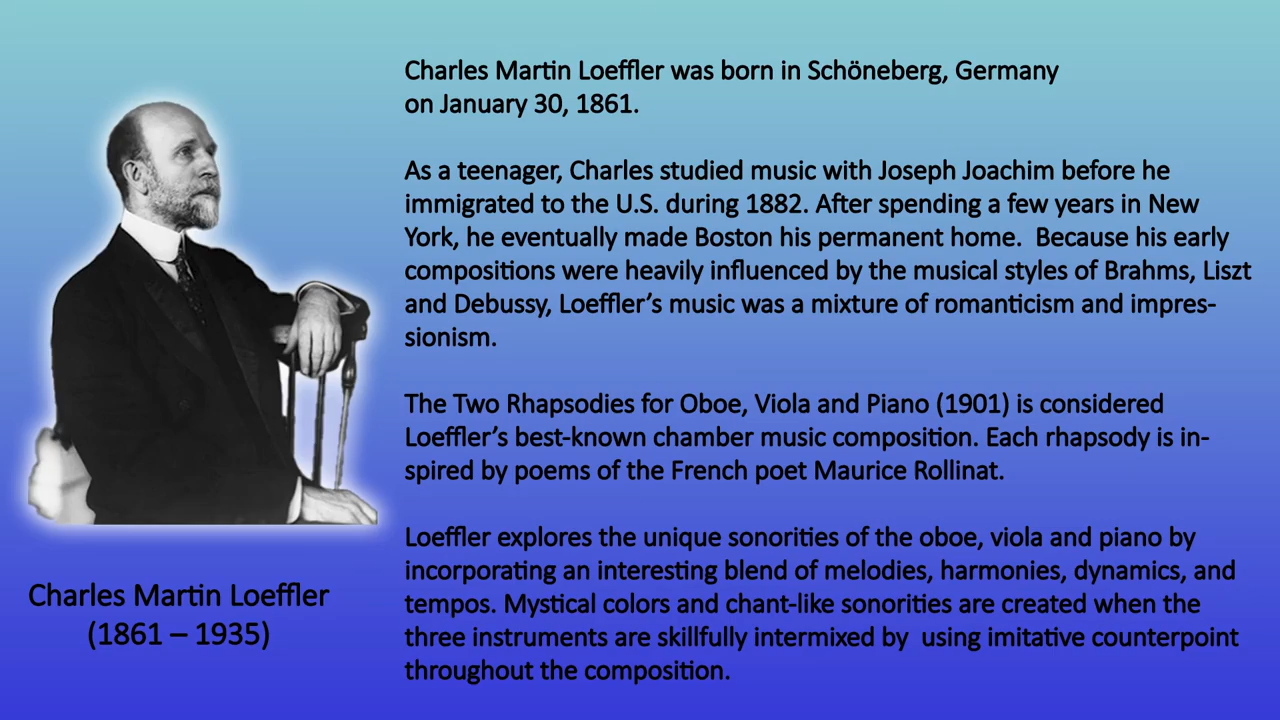 Charles Martin Loeffler was born in Schöneberg, Germany
on January 30, 1861.
As a teenager, Charles studied music with Joseph Joachim before he
immigrated to the U.S. during 1882. After spending a few years in New
York, he eventually made Boston his permanent home.  Because his early
compositions were heavily influenced by the musical styles of Brahms, Liszt
and Debussy, Loeffler’s music was a mixture of romanticism and impres-
sionism.
The Two Rhapsodies for Oboe, Viola and Piano (1901) is considered
Loeffler’s best-known chamber music composition. Each rhapsody is in-
spired by poems of the French poet Maurice Rollinat.
Loeffler explores the unique sonorities of the oboe, viola and piano by
incorporating an interesting blend of melodies, harmonies, dynamics, and
tempos. Mystical colors and chant-like sonorities are created when the
three instruments are skillfully intermixed by  using imitative counterpoint
throughout the composition.
Charles Martin Loeffler
(1861 – 1935)